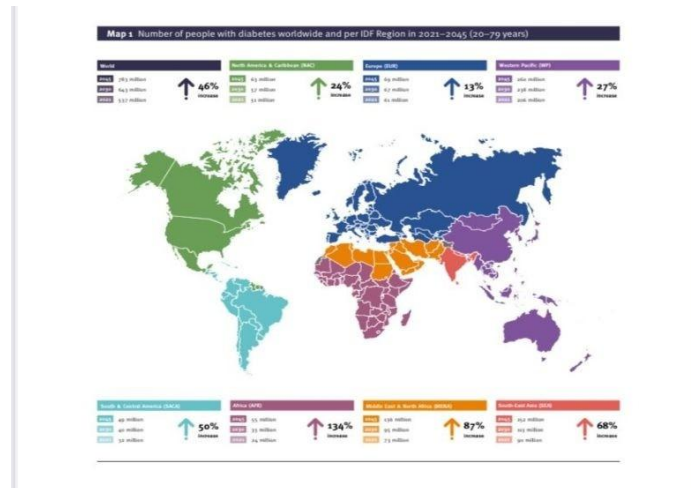 Map 1 Number of people with diabetes worldwide and per IDF Region in 2021–2045 (20–79 years)
World
2045 783 million
2030 643 million
2021 537 million
46%
increase
North America & Caribbean (NAC)
2045 63 million
2030 57 million
2021 51 million
24%
increase
Europe (EUR)
2045 69 million
2030 67 million
2021 61 million
13%
increase
Western Pacific (WP)
2045 260 million
2030 238 million
2021 206 million
27%
increase
South & Central America (SACA)
2045 49 million
2030 40 million
2021 32 million
50%
increase
Africa (AFR)
2045 55 million
2030 33 million
2021 24 million
134%
increase
Middle East & North Africa (MENA)
2045 136 million
2030 95 million
2021 73 million
87%
increase
South-East Asia (SEA)
2045 152 million
2030 113 million
2021 90 million
68%
increase